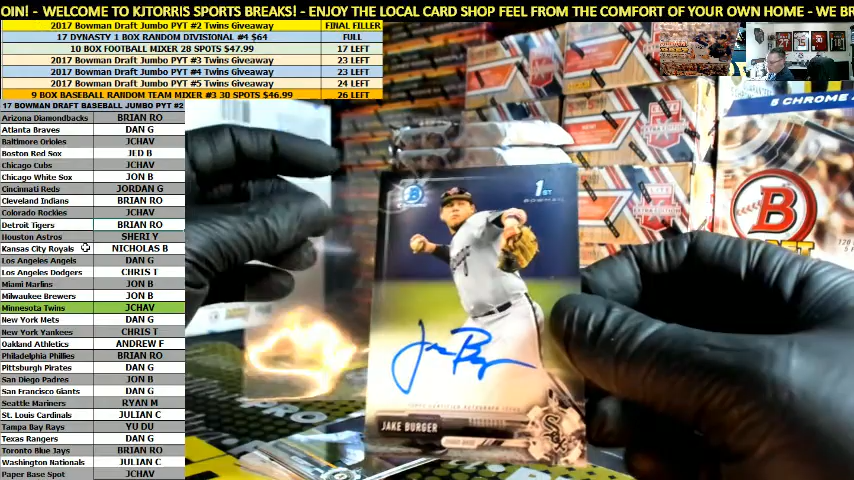 OIN! - WELCOME TO KJTORRIS SPORTS BREAKS! - ENJOY THE LOCAL CARD SHOP FEEL FROM THE COMFORT OF YOUR OWN HOME - WE BR
2017 Bowman Draft Jumbo PYT #2 Twins Giveaway FINAL FILLER
17 DYNASTY 1 BOX RANDOM DIVISIONAL #4 $64 FULL
10 BOX FOOTBALL MIXER 28 SPOTS $47.99 17 LEFT
2017 Bowman Draft Jumbo PYT #3 Twins Giveaway 23 LEFT
2017 Bowman Draft Jumbo PYT #4 Twins Giveaway 23 LEFT
2017 Bowman Draft Jumbo PYT #5 Twins Giveaway 24 LEFT
9 BOX BASEBALL RANDOM TEAM MIXER #3 30 SPOTS $46.99 26 LEFT
17 BOWMAN DRAFT BASEBALL JUMBO PYT #2
Arizona Diamondbacks BRIAN RO
Atlanta Braves DAN G
Baltimore Orioles JCHAV
Boston Red Sox JED B
Chicago Cubs JCHAV
Chicago White Sox JON B
Cincinnati Reds JORDAN G
Cleveland Indians BRIAN RO
Colorado Rockies JCHAV
Detroit Tigers BRIAN RO
Houston Astros SHERI Y
Kansas City Royals NICHOLAS B
Los Angeles Angels DAN G
Los Angeles Dodgers CHRIS T
Miami Marlins JON B
Milwaukee Brewers JON B
Minnesota Twins JCHAV
New York Mets DAN G
New York Yankees CHRIS T
Oakland Athletics ANDREW F
Philadelphia Phillies BRIAN RO
Pittsburgh Pirates DAN G
San Diego Padres JON B
San Francisco Giants DAN G
Seattle Mariners RYAN M
St. Louis Cardinals JULIAN C
Tampa Bay Rays YU DU
Texas Rangers DAN G
Toronto Blue Jays BRIAN RO
Washington Nationals JULIAN C
Paper Base Spot JCHAV
1ST
BOWMAN
TOPPS CERTIFIED AUTOGRAPH ISSUE
JAKE BURGER
6 CHROME A
B